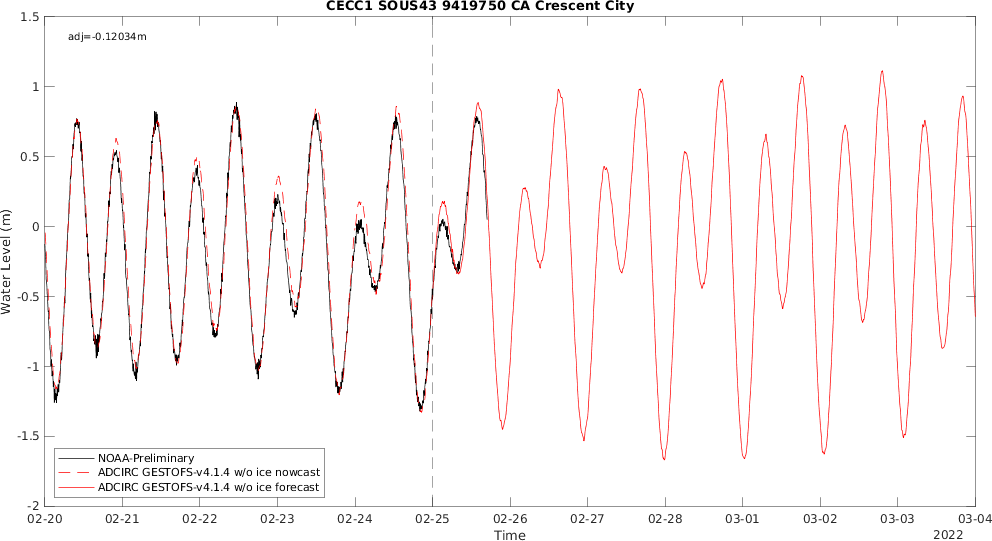 CECC1 SOUS43 9419750 CA Crescent City
adj=-0.12034m
1.5
1
0.5
0
-0.5
-1
-1.5
-2
Water Level (m)
NOAA-Preliminary
ADCIRC GESTOFS-v4.1.4 w/o ice nowcast
ADCIRC GESTOFS-v4.1.4 w/o ice forecast
02-20 02-21 02-22 02-23 02-24 02-25 02-26 02-27 02-28 03-01 03-02 03-03 03-04
Time
2022